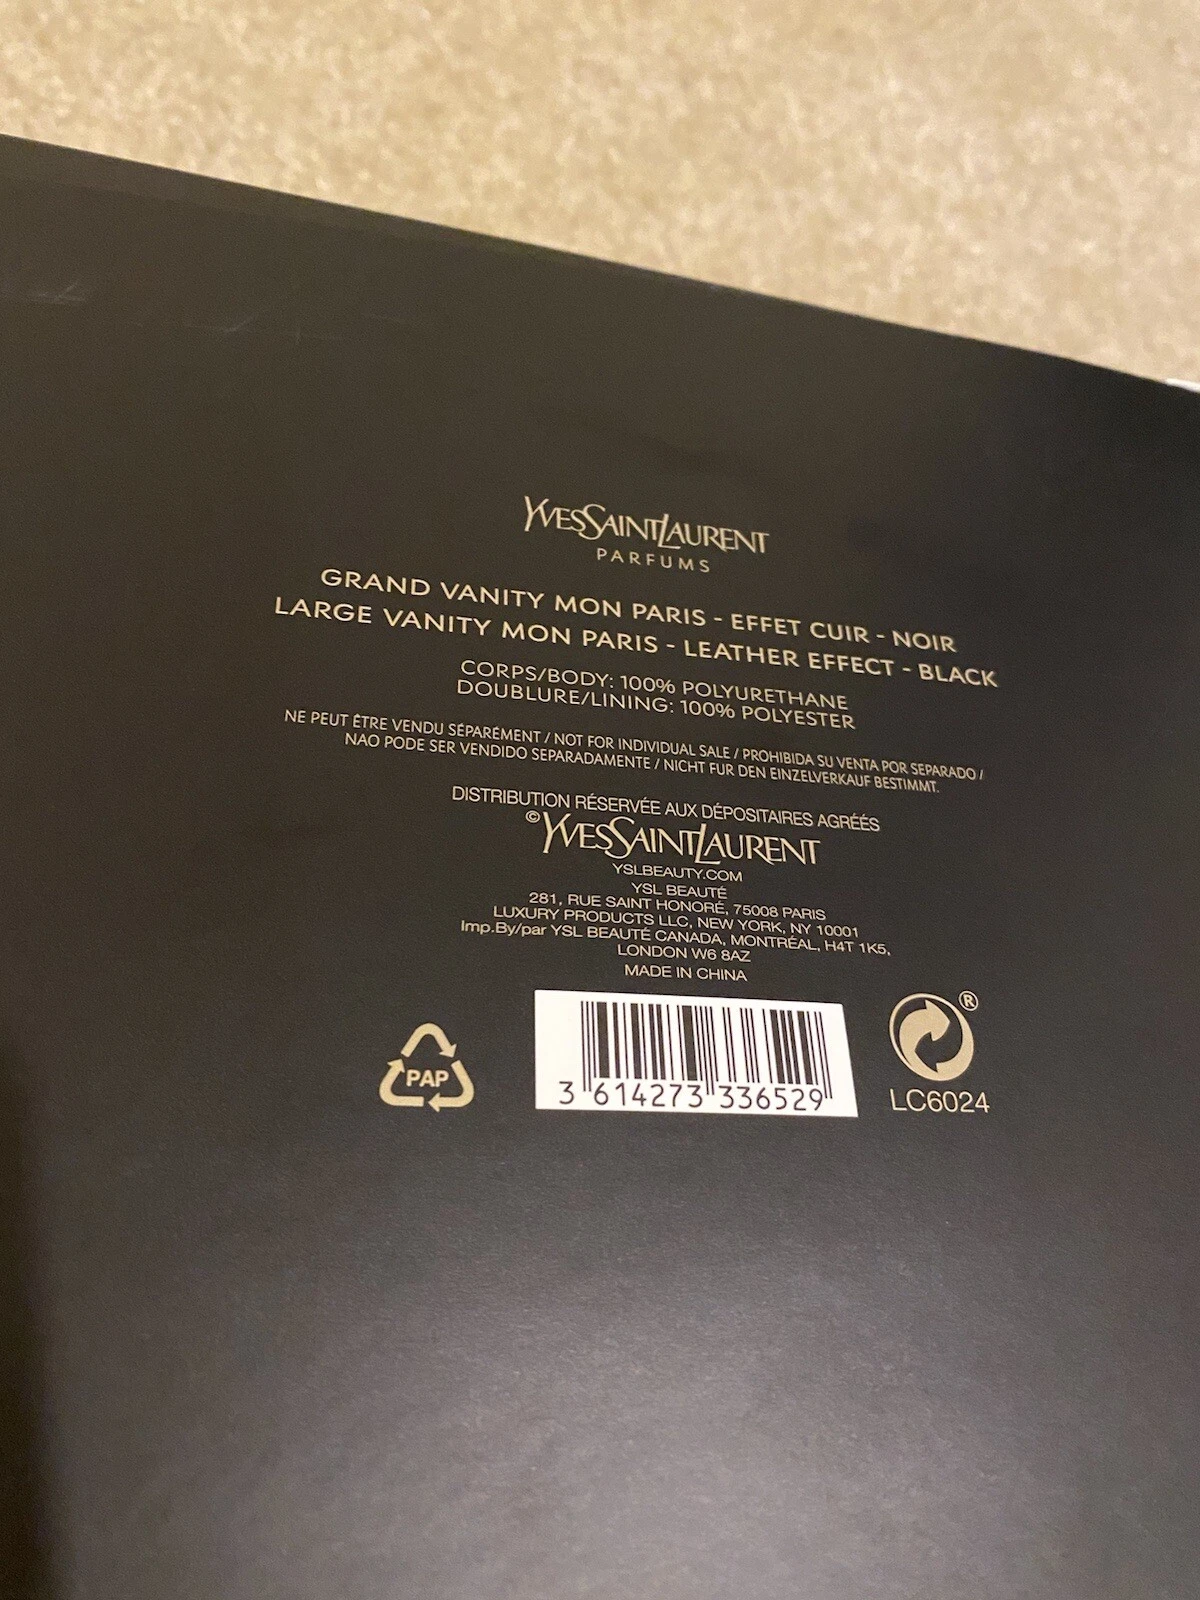 YVESSAINTLAURENT
PARFUMS
GRAND VANITY MON PARIS - EFFET CUIR - NOIR
LARGE VANITY MON PARIS - LEATHER EFFECT - BLACK
CORPS/BODY: 100% POLYURETHANE
DOUBLURE/LINING: 100% POLYESTER
NE PEUT ÊTRE VENDU SÉPARÉMENT / NOT FOR INDIVIDUAL SALE / PROHIBIDA SU VENTA POR SEPARADO /
NAO PODE SER VENDIDO SEPARADAMENTE / NICHT FUR DEN EINZELVERKAUF BESTIMMT.
DISTRIBUTION RÉSERVÉE AUX DÉPOSITAIRES AGRÉÉS
©YVESSAINTLAURENT
YSLBEAUTY.COM
YSL BEAUTÉ
281, RUE SAINT HONORÉ, 75008 PARIS
LUXURY PRODUCTS LLC, NEW YORK, NY 10001
Imp.By/par YSL BEAUTÉ CANADA, MONTRÉAL, H4T 1K5,
LONDON W6 8AZ
MADE IN CHINA
PAP
3 614273 336529
®
LC6024